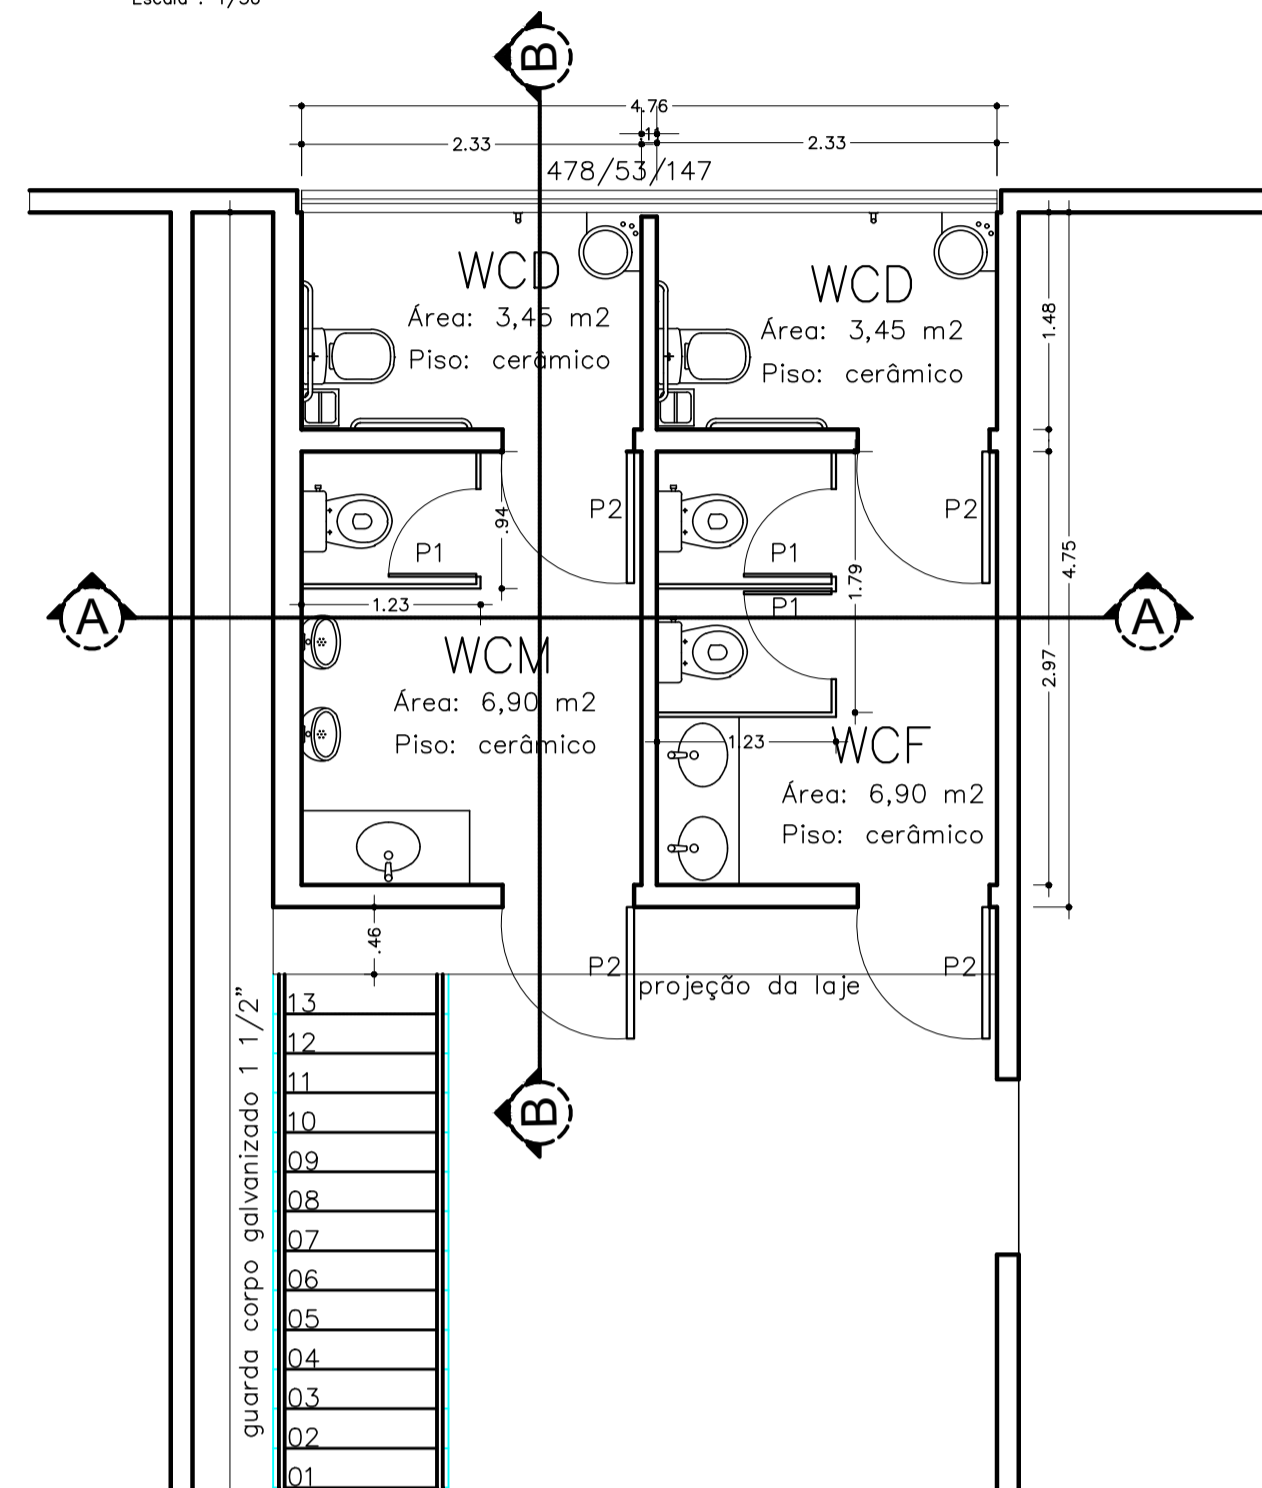 B
4.76
2.33
2.33
478/53/147
WCD
Área: 3,45 m2
Piso: cerâmico
WCD
Área: 3,45 m2
Piso: cerâmico
1.48
P2
P2
.94
P1
P1
1.79
4.75
1.23
P1
A
A
WCM
Área: 6,90 m2
Piso: cerâmico
2.97
1.23
WCF
Área: 6,90 m2
Piso: cerâmico
.46
P2
P2
projeção da laje
guarda corpo galvanizado 1 1/2"
13
12
11
10
09
08
07
06
05
04
03
02
01
B